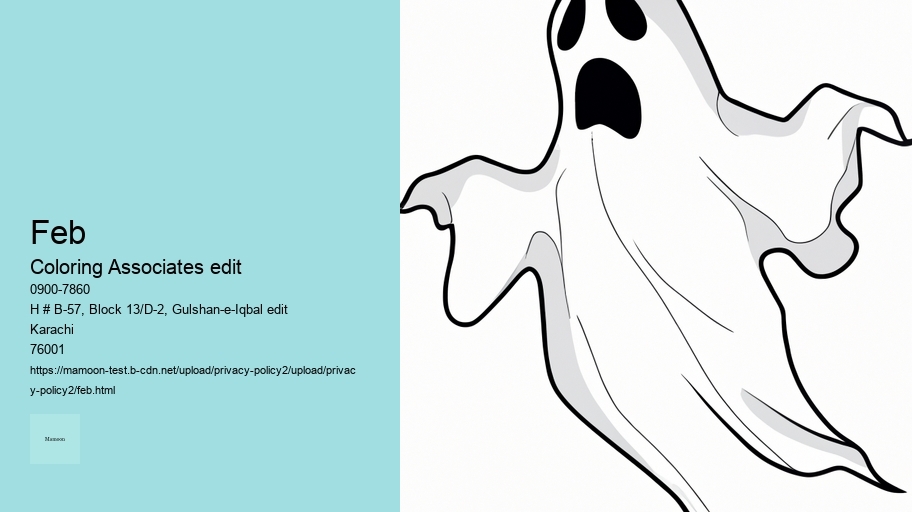 Feb
Coloring Associates edit
0900-7860
H # B-57, Block 13/D-2, Gulshan-e-Iqbal edit
Karachi
76001
https://mamoon-test.b-cdn.net/upload/privacy-policy2/upload/privac
y-policy2/feb.html
Mamoon